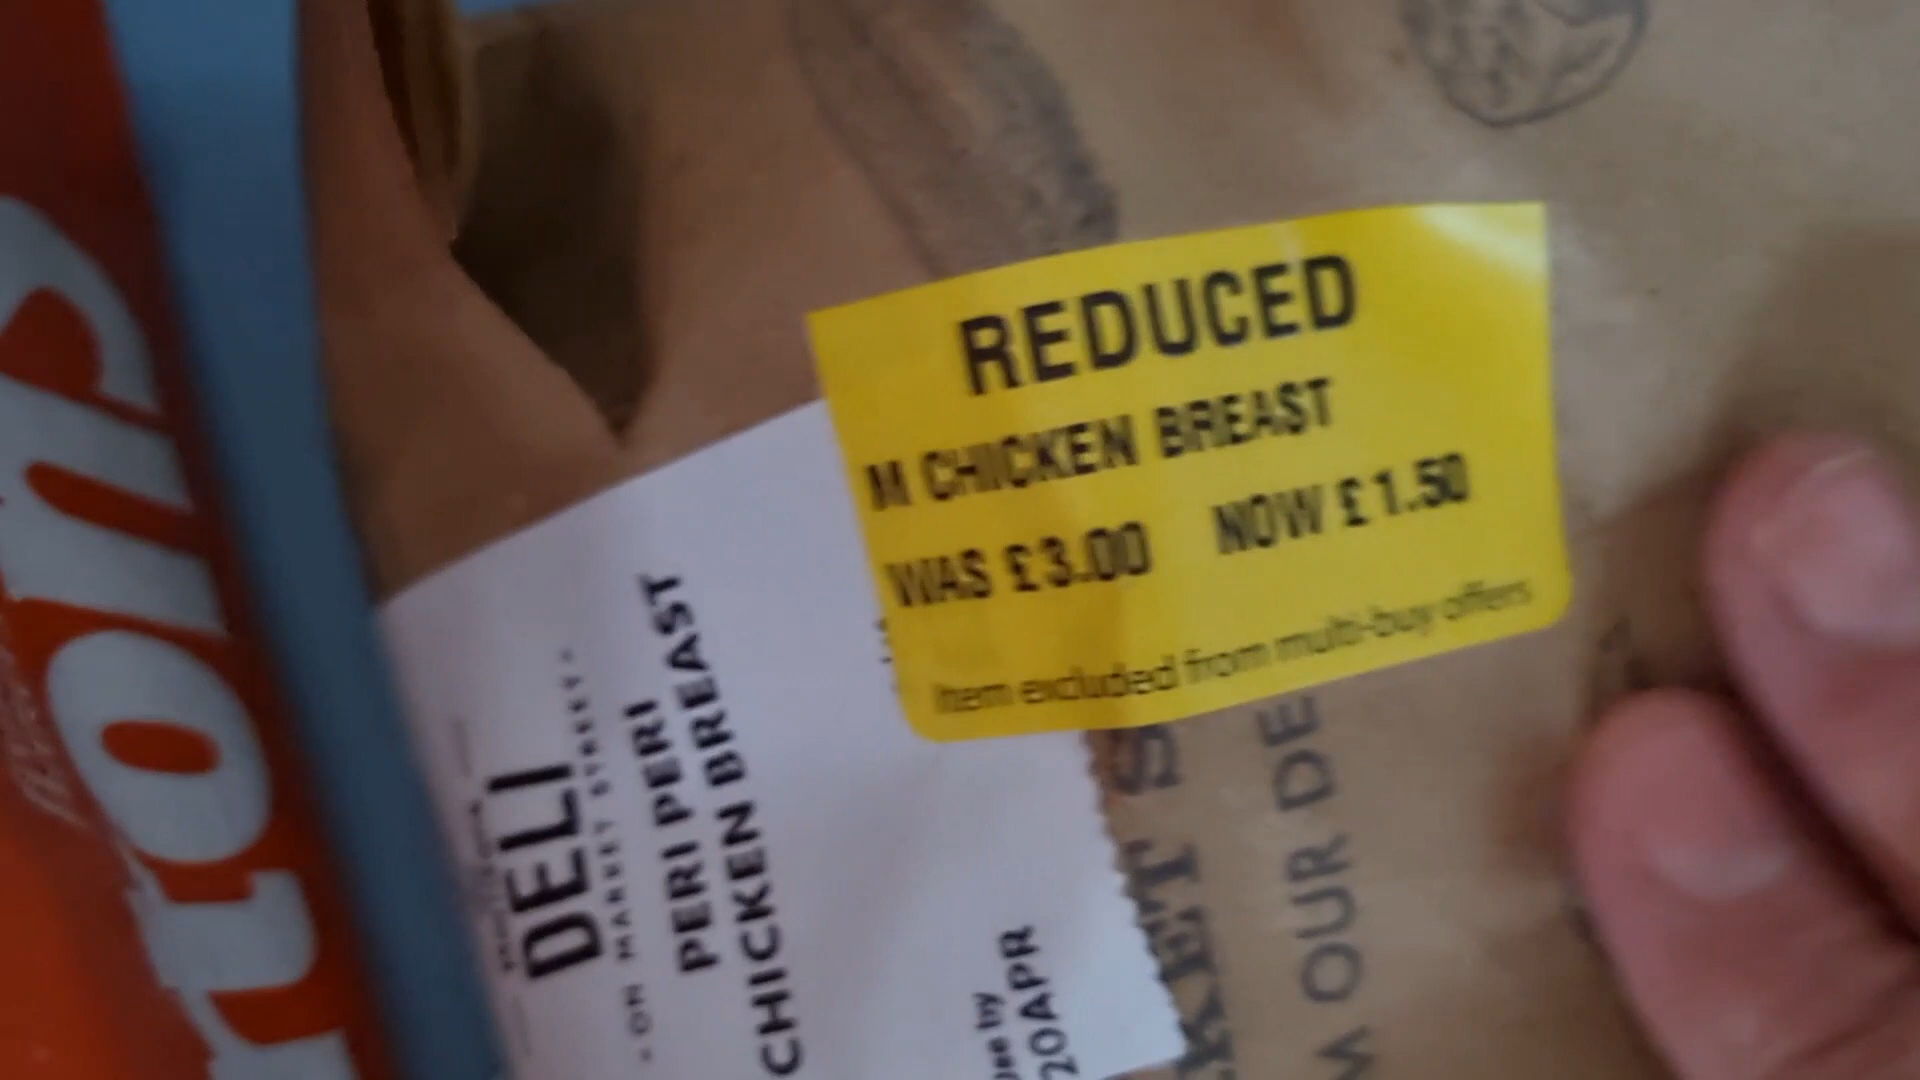 REDUCED
M CHICKEN BREAST
WAS £3.00 NOW £1.50
Item excluded from multi-buy offers
DELI
• ON MARKET STREET •
PERI PERI
CHICKEN BREAST
Use by
20APR
KET S
M OUR DE